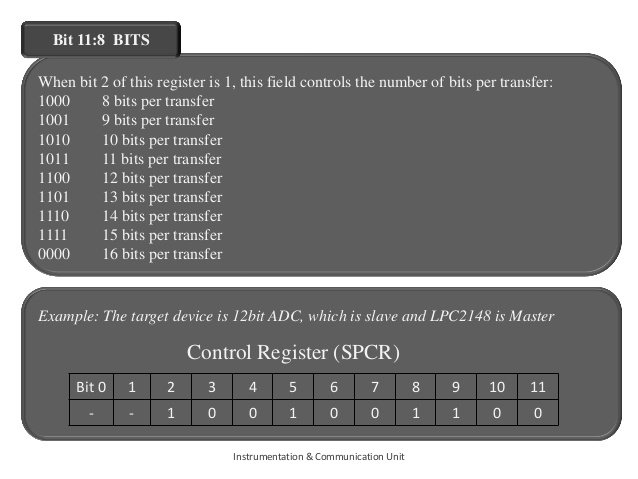 Bit 11:8 BITS
When bit 2 of this register is 1, this field controls the number of bits per transfer:
1000 8 bits per transfer
1001 9 bits per transfer
1010 10 bits per transfer
1011 11 bits per transfer
1100 12 bits per transfer
1101 13 bits per transfer
1110 14 bits per transfer
1111 15 bits per transfer
0000 16 bits per transfer
Example: The target device is 12bit ADC, which is slave and LPC2148 is Master
Control Register (SPCR)
Bit 0 1 2 3 4 5 6 7 8 9 10 11
- - 1 0 0 1 0 0 1 1 0 0
Instrumentation & Communication Unit